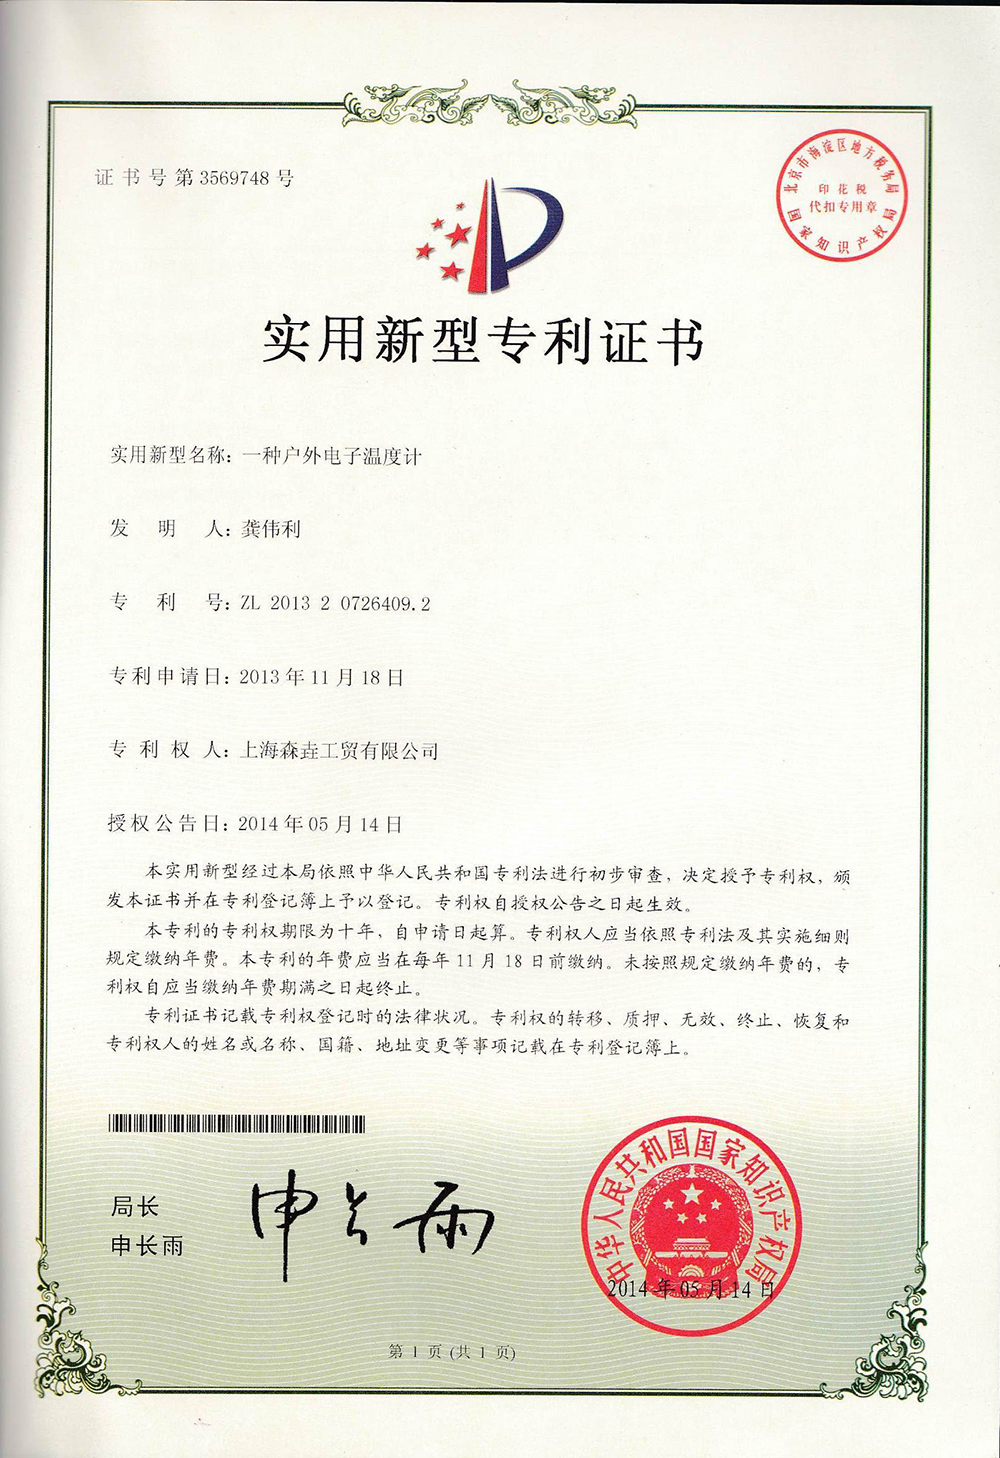 证书号第3569748号
北京市海淀区地方税务局
印花税
代扣专用章
国家知识产权局
实用新型专利证书
实用新型名称：一种户外电子温度计
发明人：龚伟利
专利号：ZL 2013 2 0726409.2
专利申请日：2013年11月18日
专利权人：上海森垚工贸有限公司
授权公告日：2014年05月14日
本实用新型经过本局依照中华人民共和国专利法进行初步审查，决定授予专利权，颁
发本证书并在专利登记簿上予以登记。专利权自授权公告之日起生效。
本专利的专利权期限为十年，自申请日起算。专利权人应当依照专利法及其实施细则
规定缴纳年费。本专利的年费应当在每年11月18日前缴纳。未按照规定缴纳年费的，专
利权自应当缴纳年费期满之日起终止。
专利证书记载专利权登记时的法律状况。专利权的转移、质押、无效、终止、恢复和
专利权人的姓名或名称、国籍、地址变更等事项记载在专利登记簿上。
局长
申长雨
申长雨
中华人民共和国国家知识产权局
2014年05月14日
第1页(共1页)